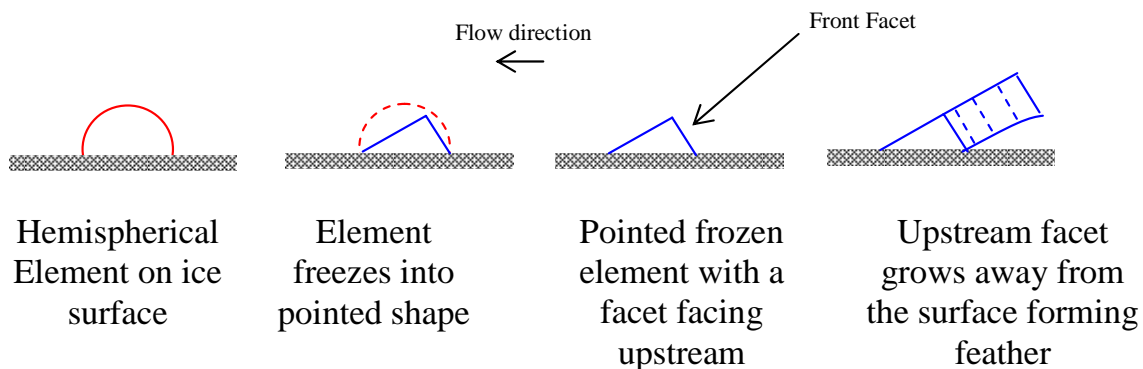 Flow direction
Front Facet
Hemispherical
Element on ice
surface
Element
freezes into
pointed shape
Pointed frozen
element with a
facet facing
upstream
Upstream facet
grows away from
the surface forming
feather